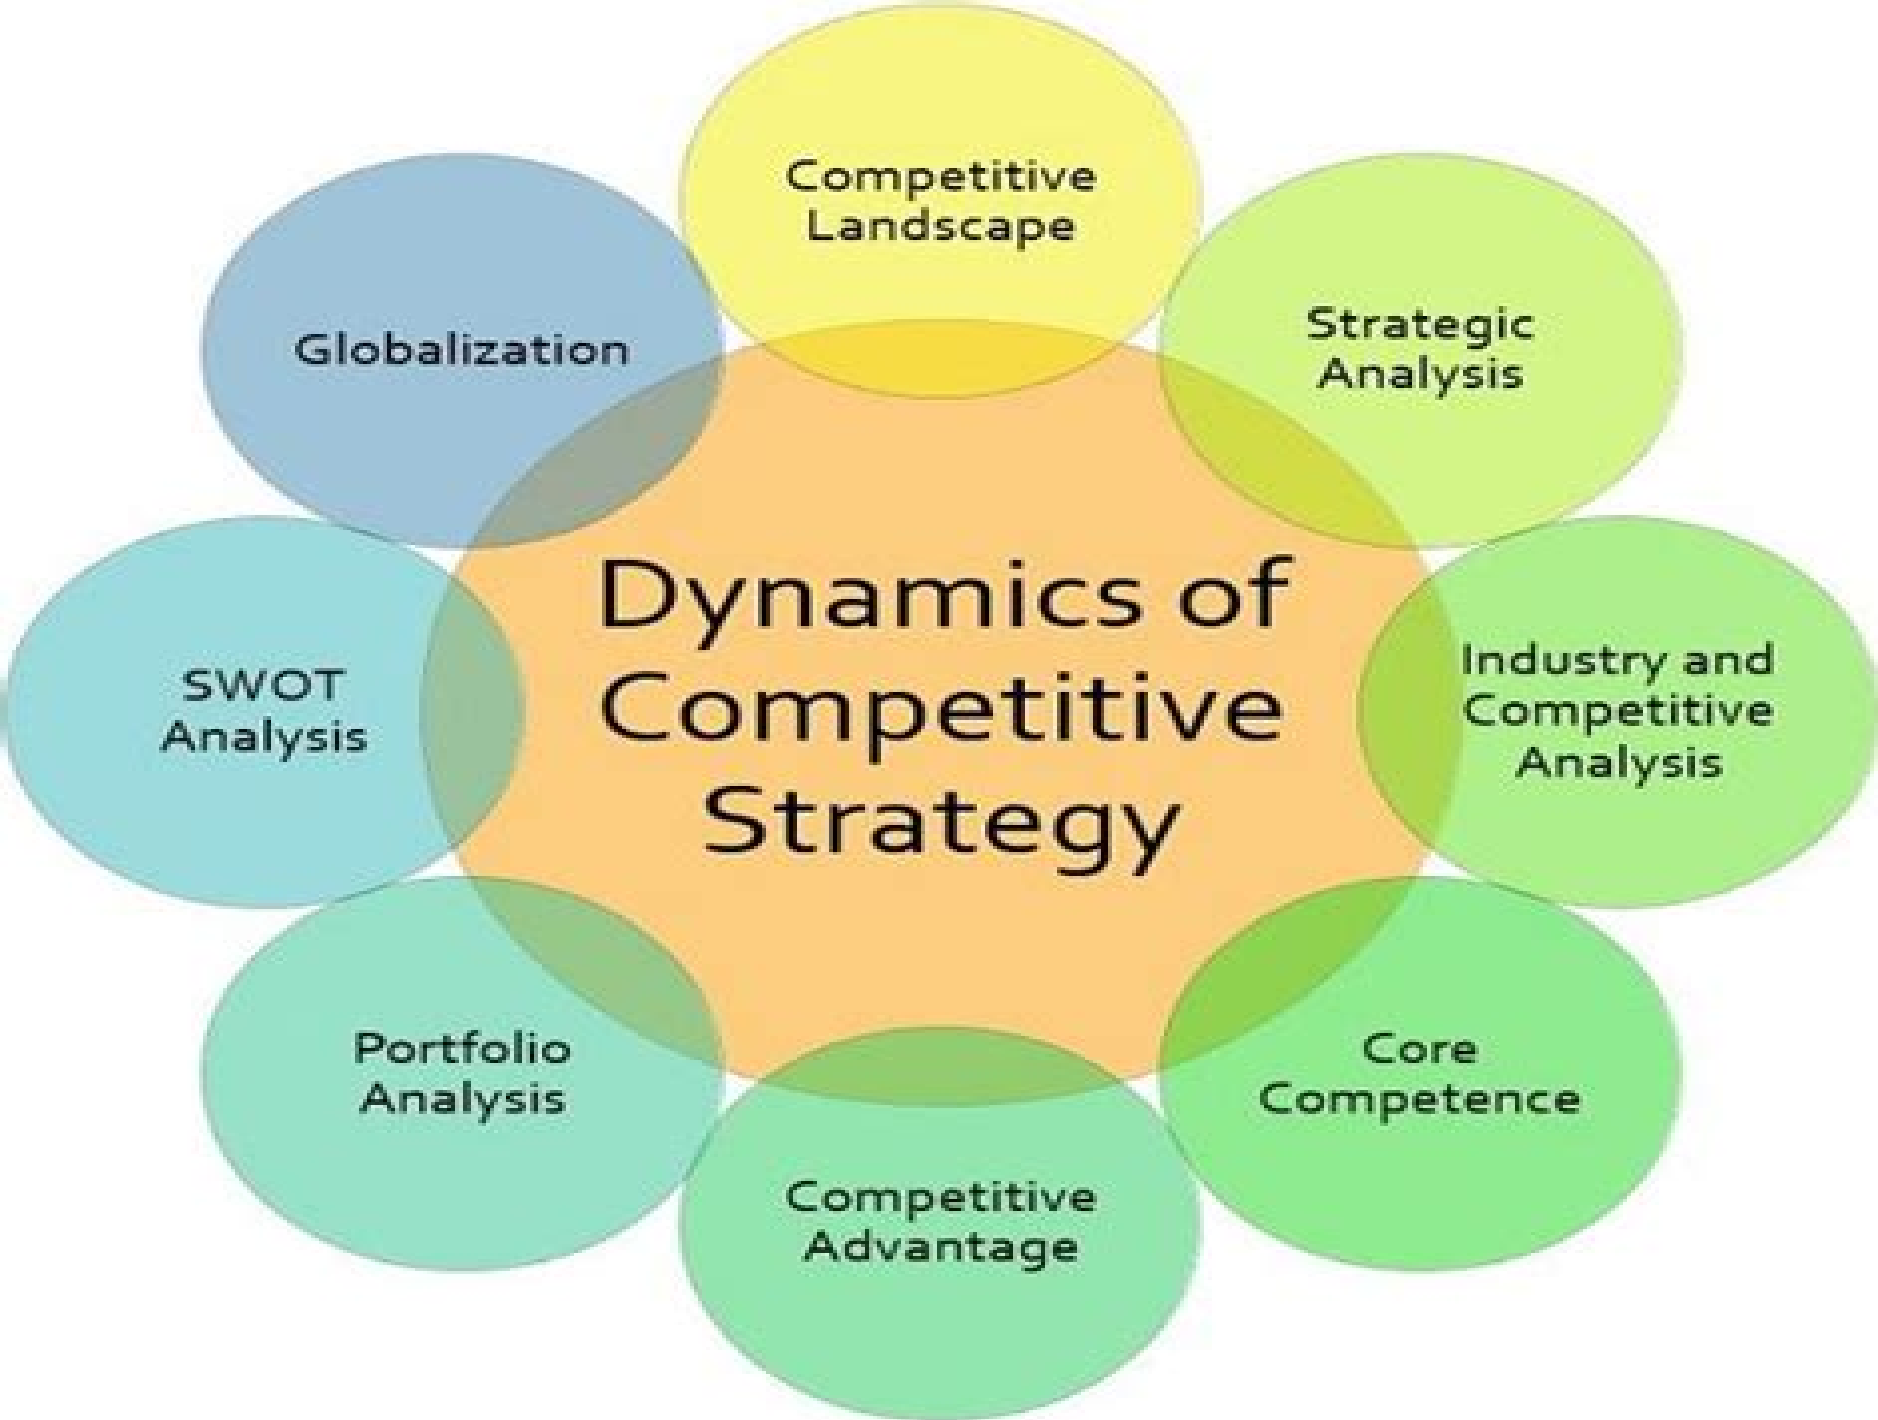 Competitive
Landscape
Strategic
Analysis
Industry and
Competitive
Analysis
Core
Competence
Competitive
Advantage
Portfolio
Analysis
SWOT
Analysis
Globalization
Dynamics of
Competitive
Strategy